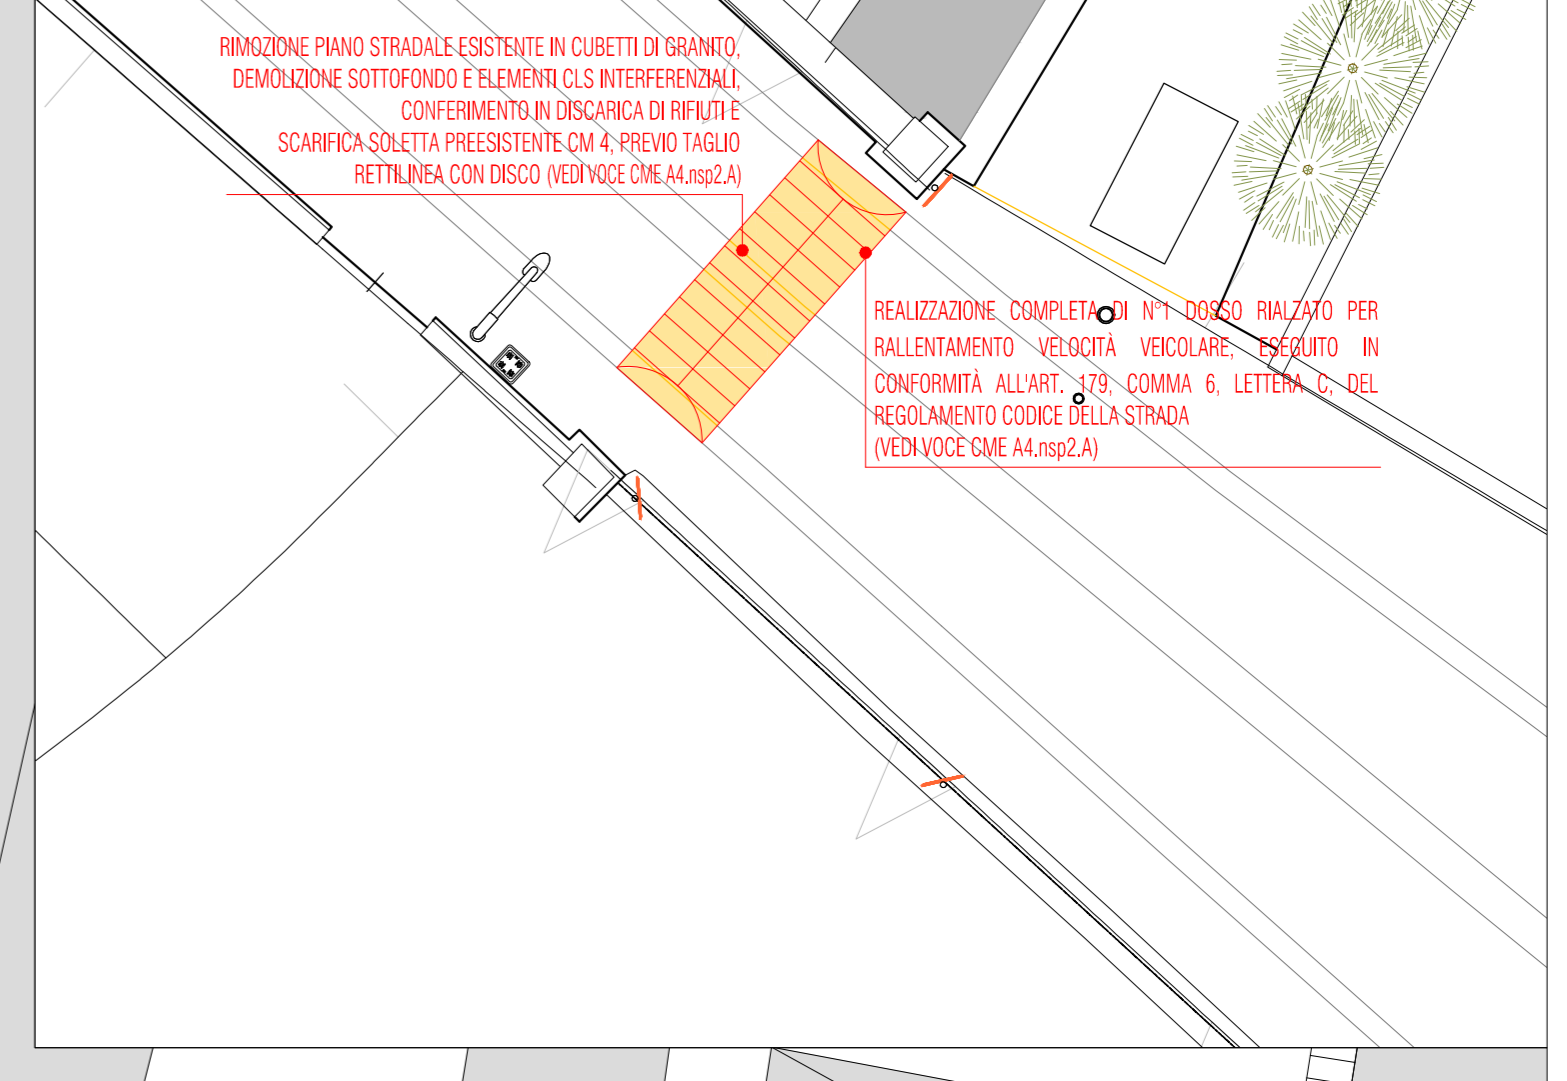 RIMOZIONE PIANO STRADALE ESISTENTE IN CUBETTI DI GRANITO,
DEMOLIZIONE SOTTOFONDO E ELEMENTI CLS INTERFERENZIALI,
CONFERIMENTO IN DISCARICA DI RIFIUTI E
SCARIFICA SOLETTA PREESISTENTE CM 4, PREVIO TAGLIO
RETTILINEA CON DISCO (VEDI VOCE CME A4.nsp2.A)
REALIZZAZIONE COMPLETA DI N°1 DOSSO RIALZATO PER
RALLENTAMENTO VELOCITÀ VEICOLARE, ESEGUITO IN
CONFORMITÀ ALL'ART. 179, COMMA 6, LETTERA C, DEL
REGOLAMENTO CODICE DELLA STRADA
(VEDI VOCE CME A4.nsp2.A)